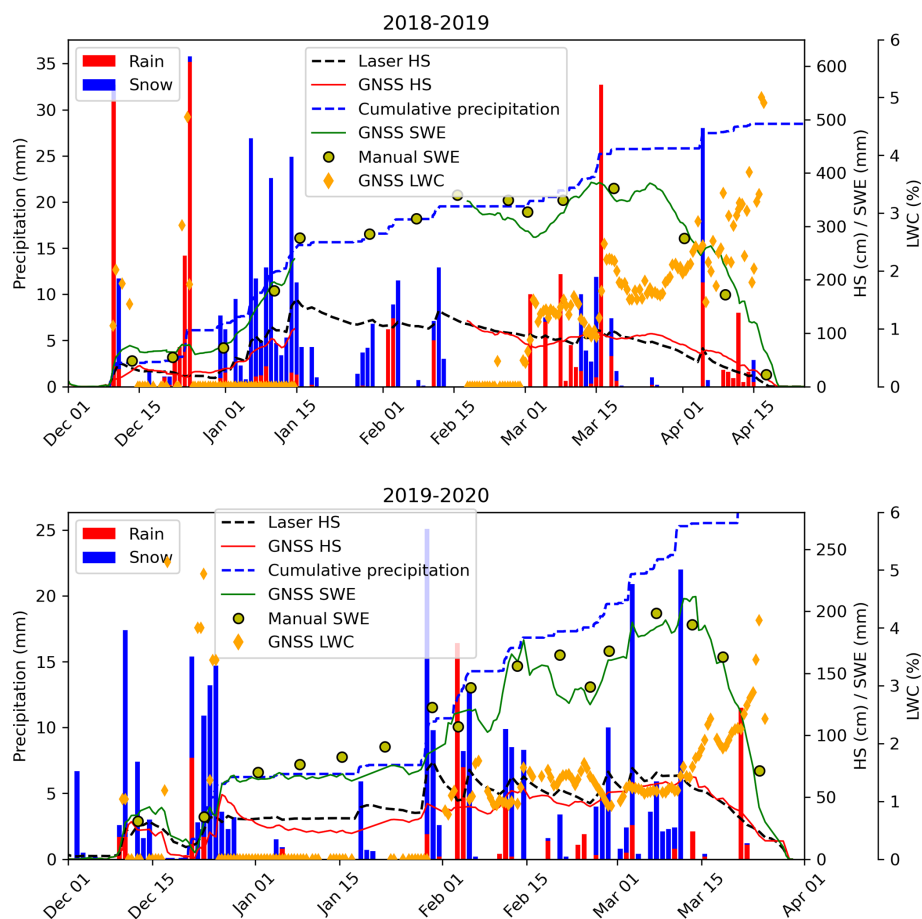 2018-2019
Rain
Snow
Laser HS
GNSS HS
Cumulative precipitation
GNSS SWE
Manual SWE
GNSS LWC
Precipitation (mm)
35
30
25
20
15
10
5
0
600
500
400
300
200
100
0
HS (cm) / SWE (mm)
6
5
4
3
2
1
0
LWC (%)
Dec 01
Dec 15
Jan 01
Jan 15
Feb 01
Feb 15
Mar 01
Mar 15
Apr 01
Apr 15
2019-2020
Rain
Snow
Laser HS
GNSS HS
Cumulative precipitation
GNSS SWE
Manual SWE
GNSS LWC
Precipitation (mm)
25
20
15
10
5
0
250
200
150
100
50
0
HS (cm) / SWE (mm)
6
5
4
3
2
1
0
LWC (%)
Dec 01
Dec 15
Jan 01
Jan 15
Feb 01
Feb 15
Mar 01
Mar 15
Apr 01